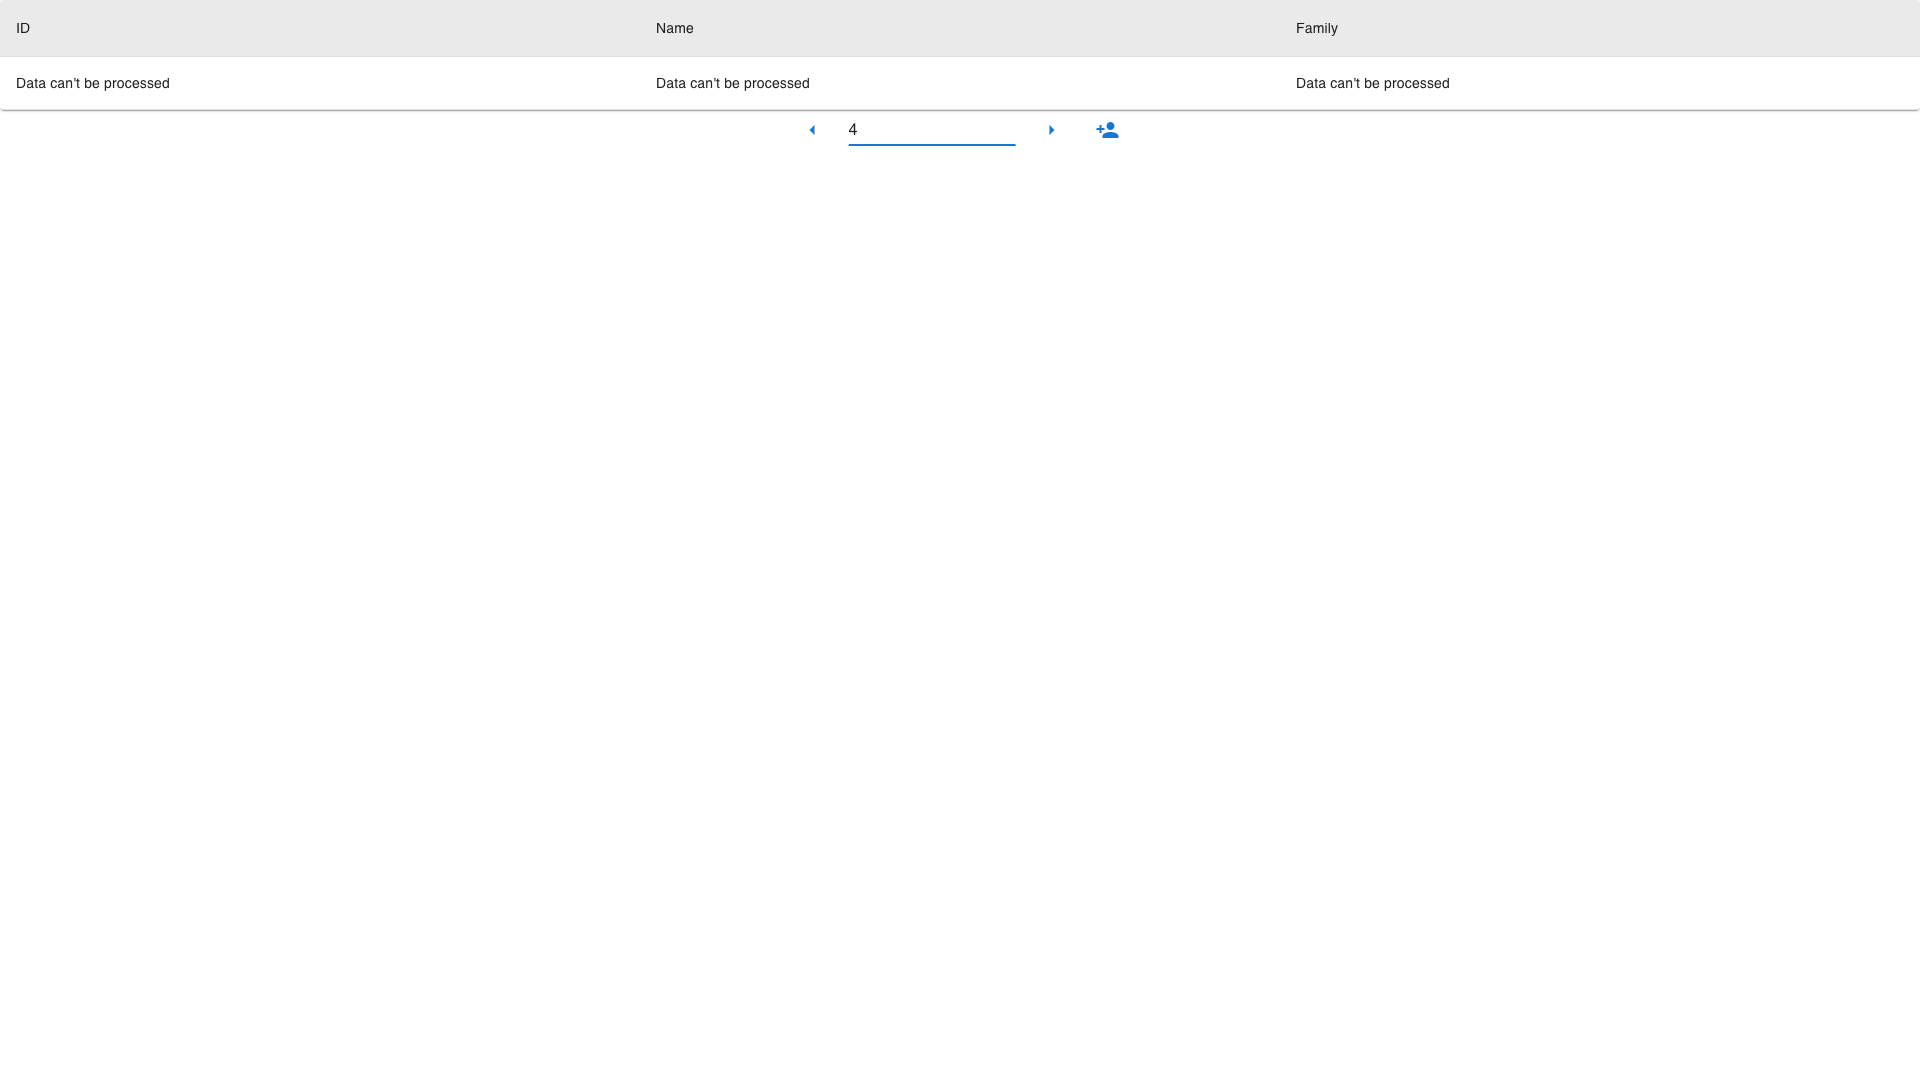 ID Name Family
Data can't be processed Data can't be processed Data can't be processed
4